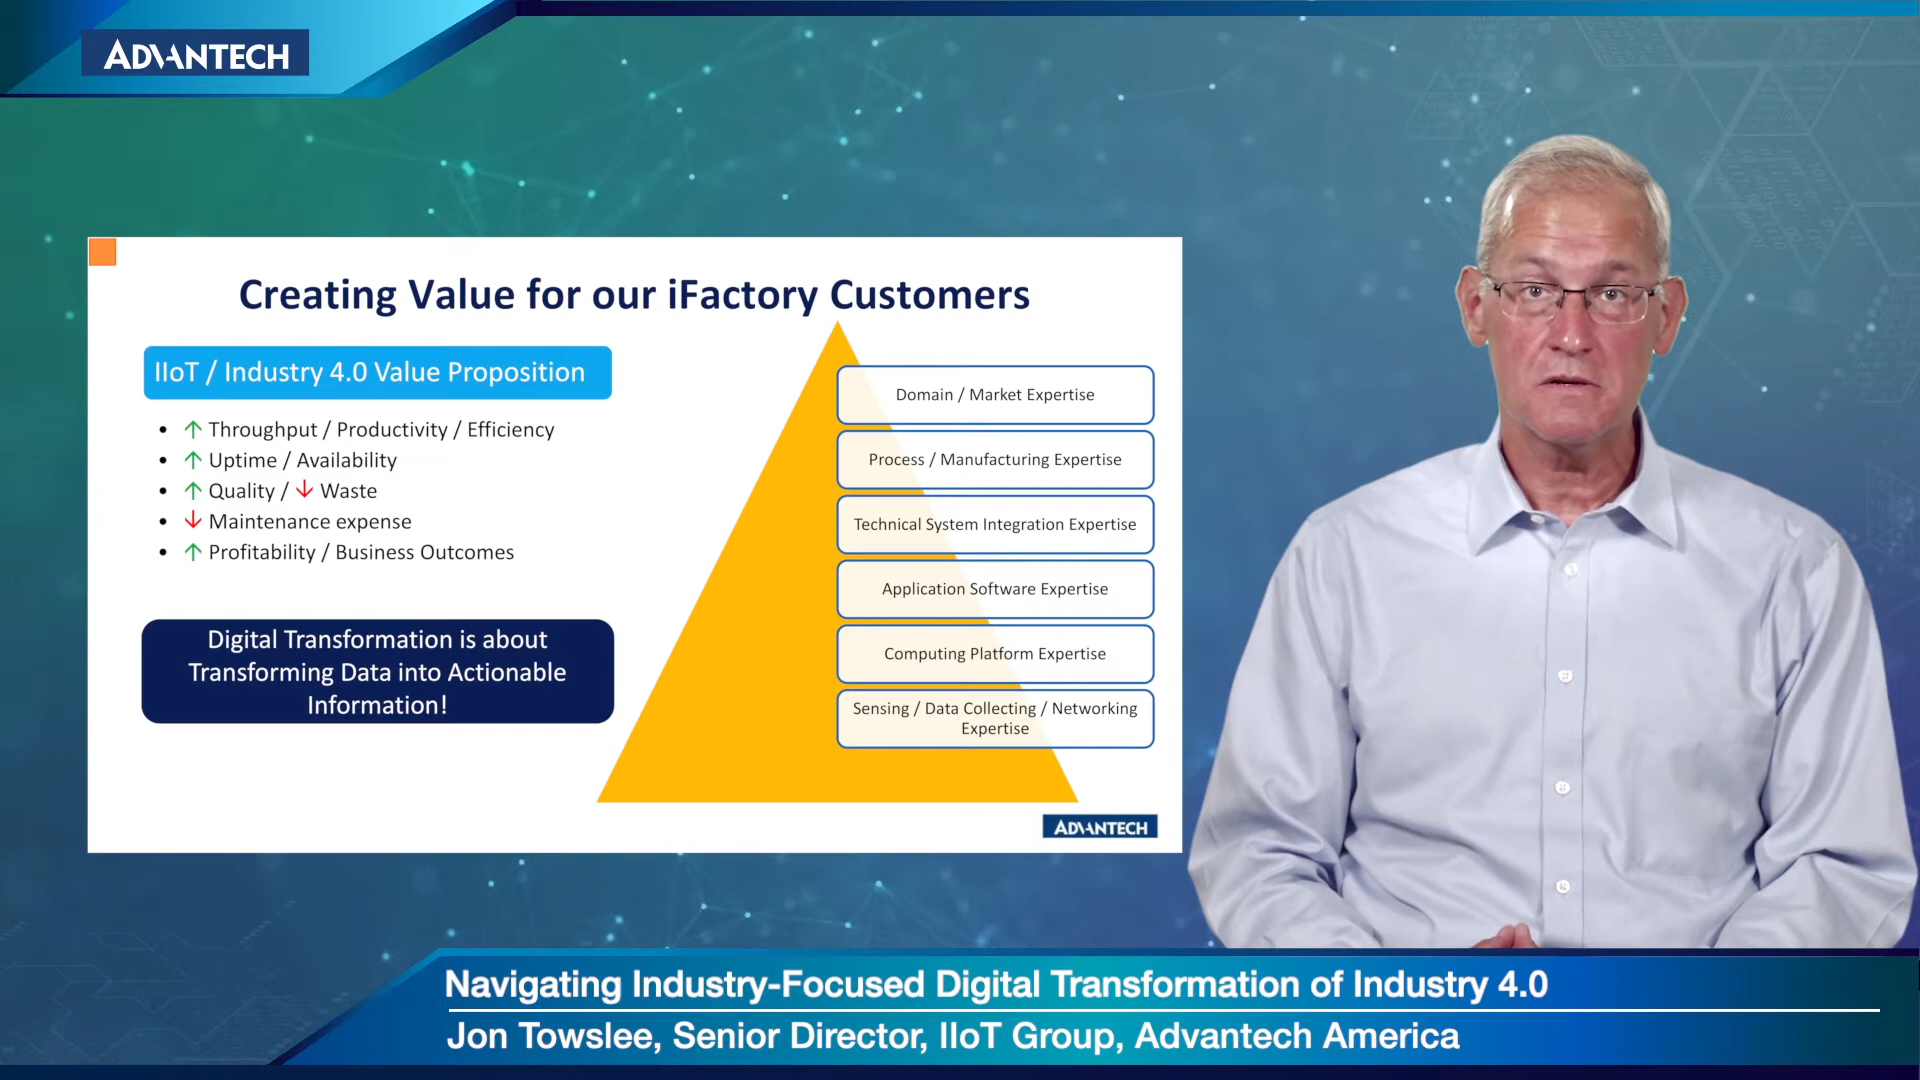 ADVANTECH
Creating Value for our iFactory Customers
IIoT / Industry 4.0 Value Proposition
• ↑ Throughput / Productivity / Efficiency
• ↑ Uptime / Availability
• ↑ Quality / ↓ Waste
• ↓ Maintenance expense
• ↑ Profitability / Business Outcomes
Digital Transformation is about
Transforming Data into Actionable
Information!
Domain / Market Expertise
Process / Manufacturing Expertise
Technical System Integration Expertise
Application Software Expertise
Computing Platform Expertise
Sensing / Data Collecting / Networking
Expertise
ADVANTECH
Navigating Industry-Focused Digital Transformation of Industry 4.0
Jon Towslee, Senior Director, IIoT Group, Advantech America